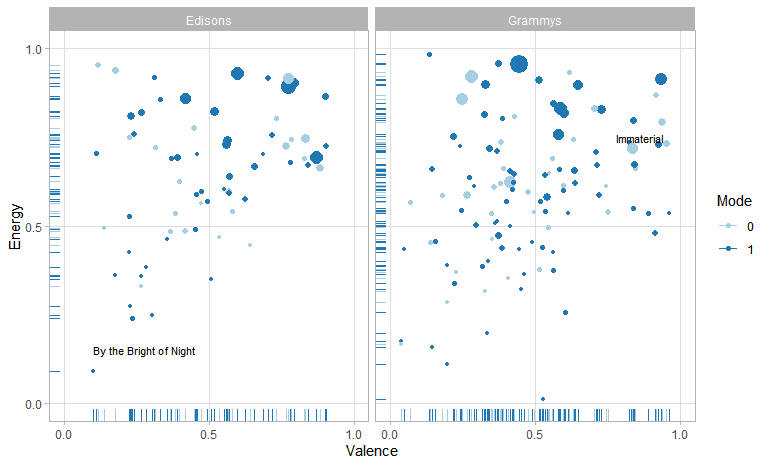 Edisons
Grammys
1.0
0.5
0.0
Energy
By the Bright of Night
Immaterial
Mode
0
1
0.0
0.5
1.0
0.0
0.5
1.0
Valence